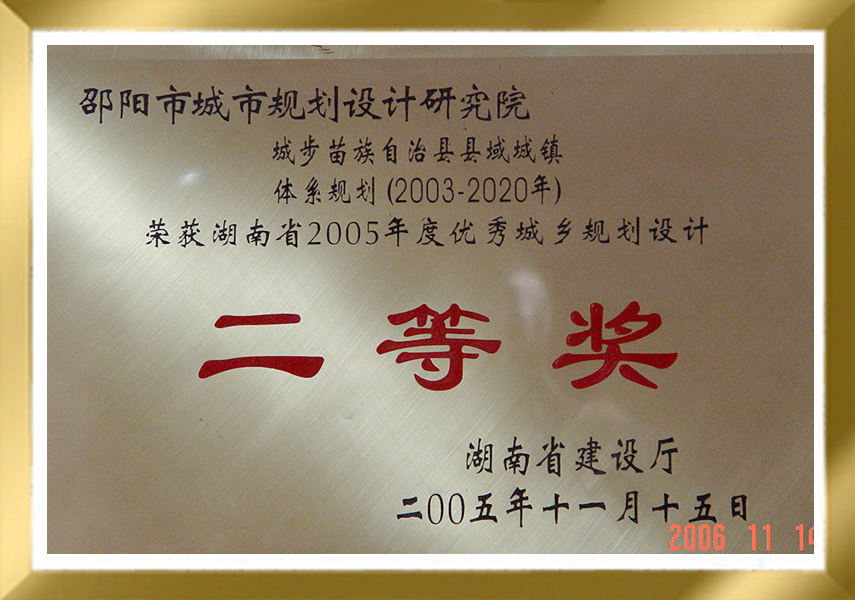 邵阳市城市规划设计研究院
城步苗族自治县县域城镇
体系规划(2003-2020年)
荣获湖南省2005年度优秀城乡规划设计
二等奖
湖南省建设厅
二00五年十一月十五日
2006 11 14